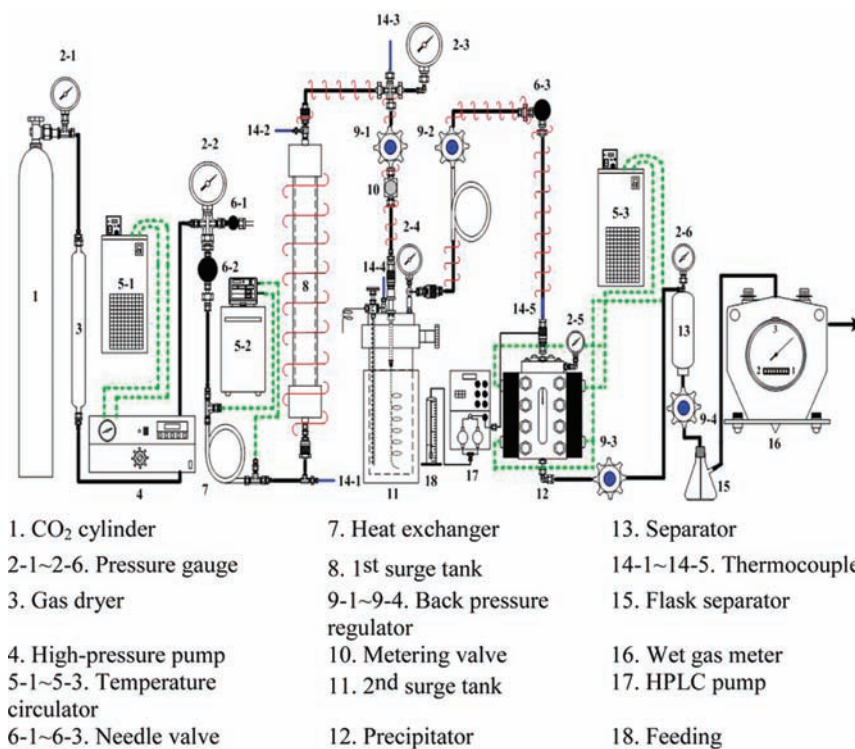 14-3
2-3
2-1
6-3
2-2
14-2
9-1
9-2
6-1
10
5-3
2-6
2-4
6-2
5-1
14-4
8
1
3
5-2
14-5
2-5
13
3
2 1
9-4
9-3
4
7
14-1
11
18
17
12
15
16
1. CO₂ cylinder
7. Heat exchanger
13. Separator
2-1~2-6. Pressure gauge
8. 1st surge tank
14-1~14-5. Thermocouple
3. Gas dryer
9-1~9-4. Back pressure
regulator
15. Flask separator
4. High-pressure pump
10. Metering valve
16. Wet gas meter
5-1~5-3. Temperature
circulator
11. 2nd surge tank
17. HPLC pump
6-1~6-3. Needle valve
12. Precipitator
18. Feeding